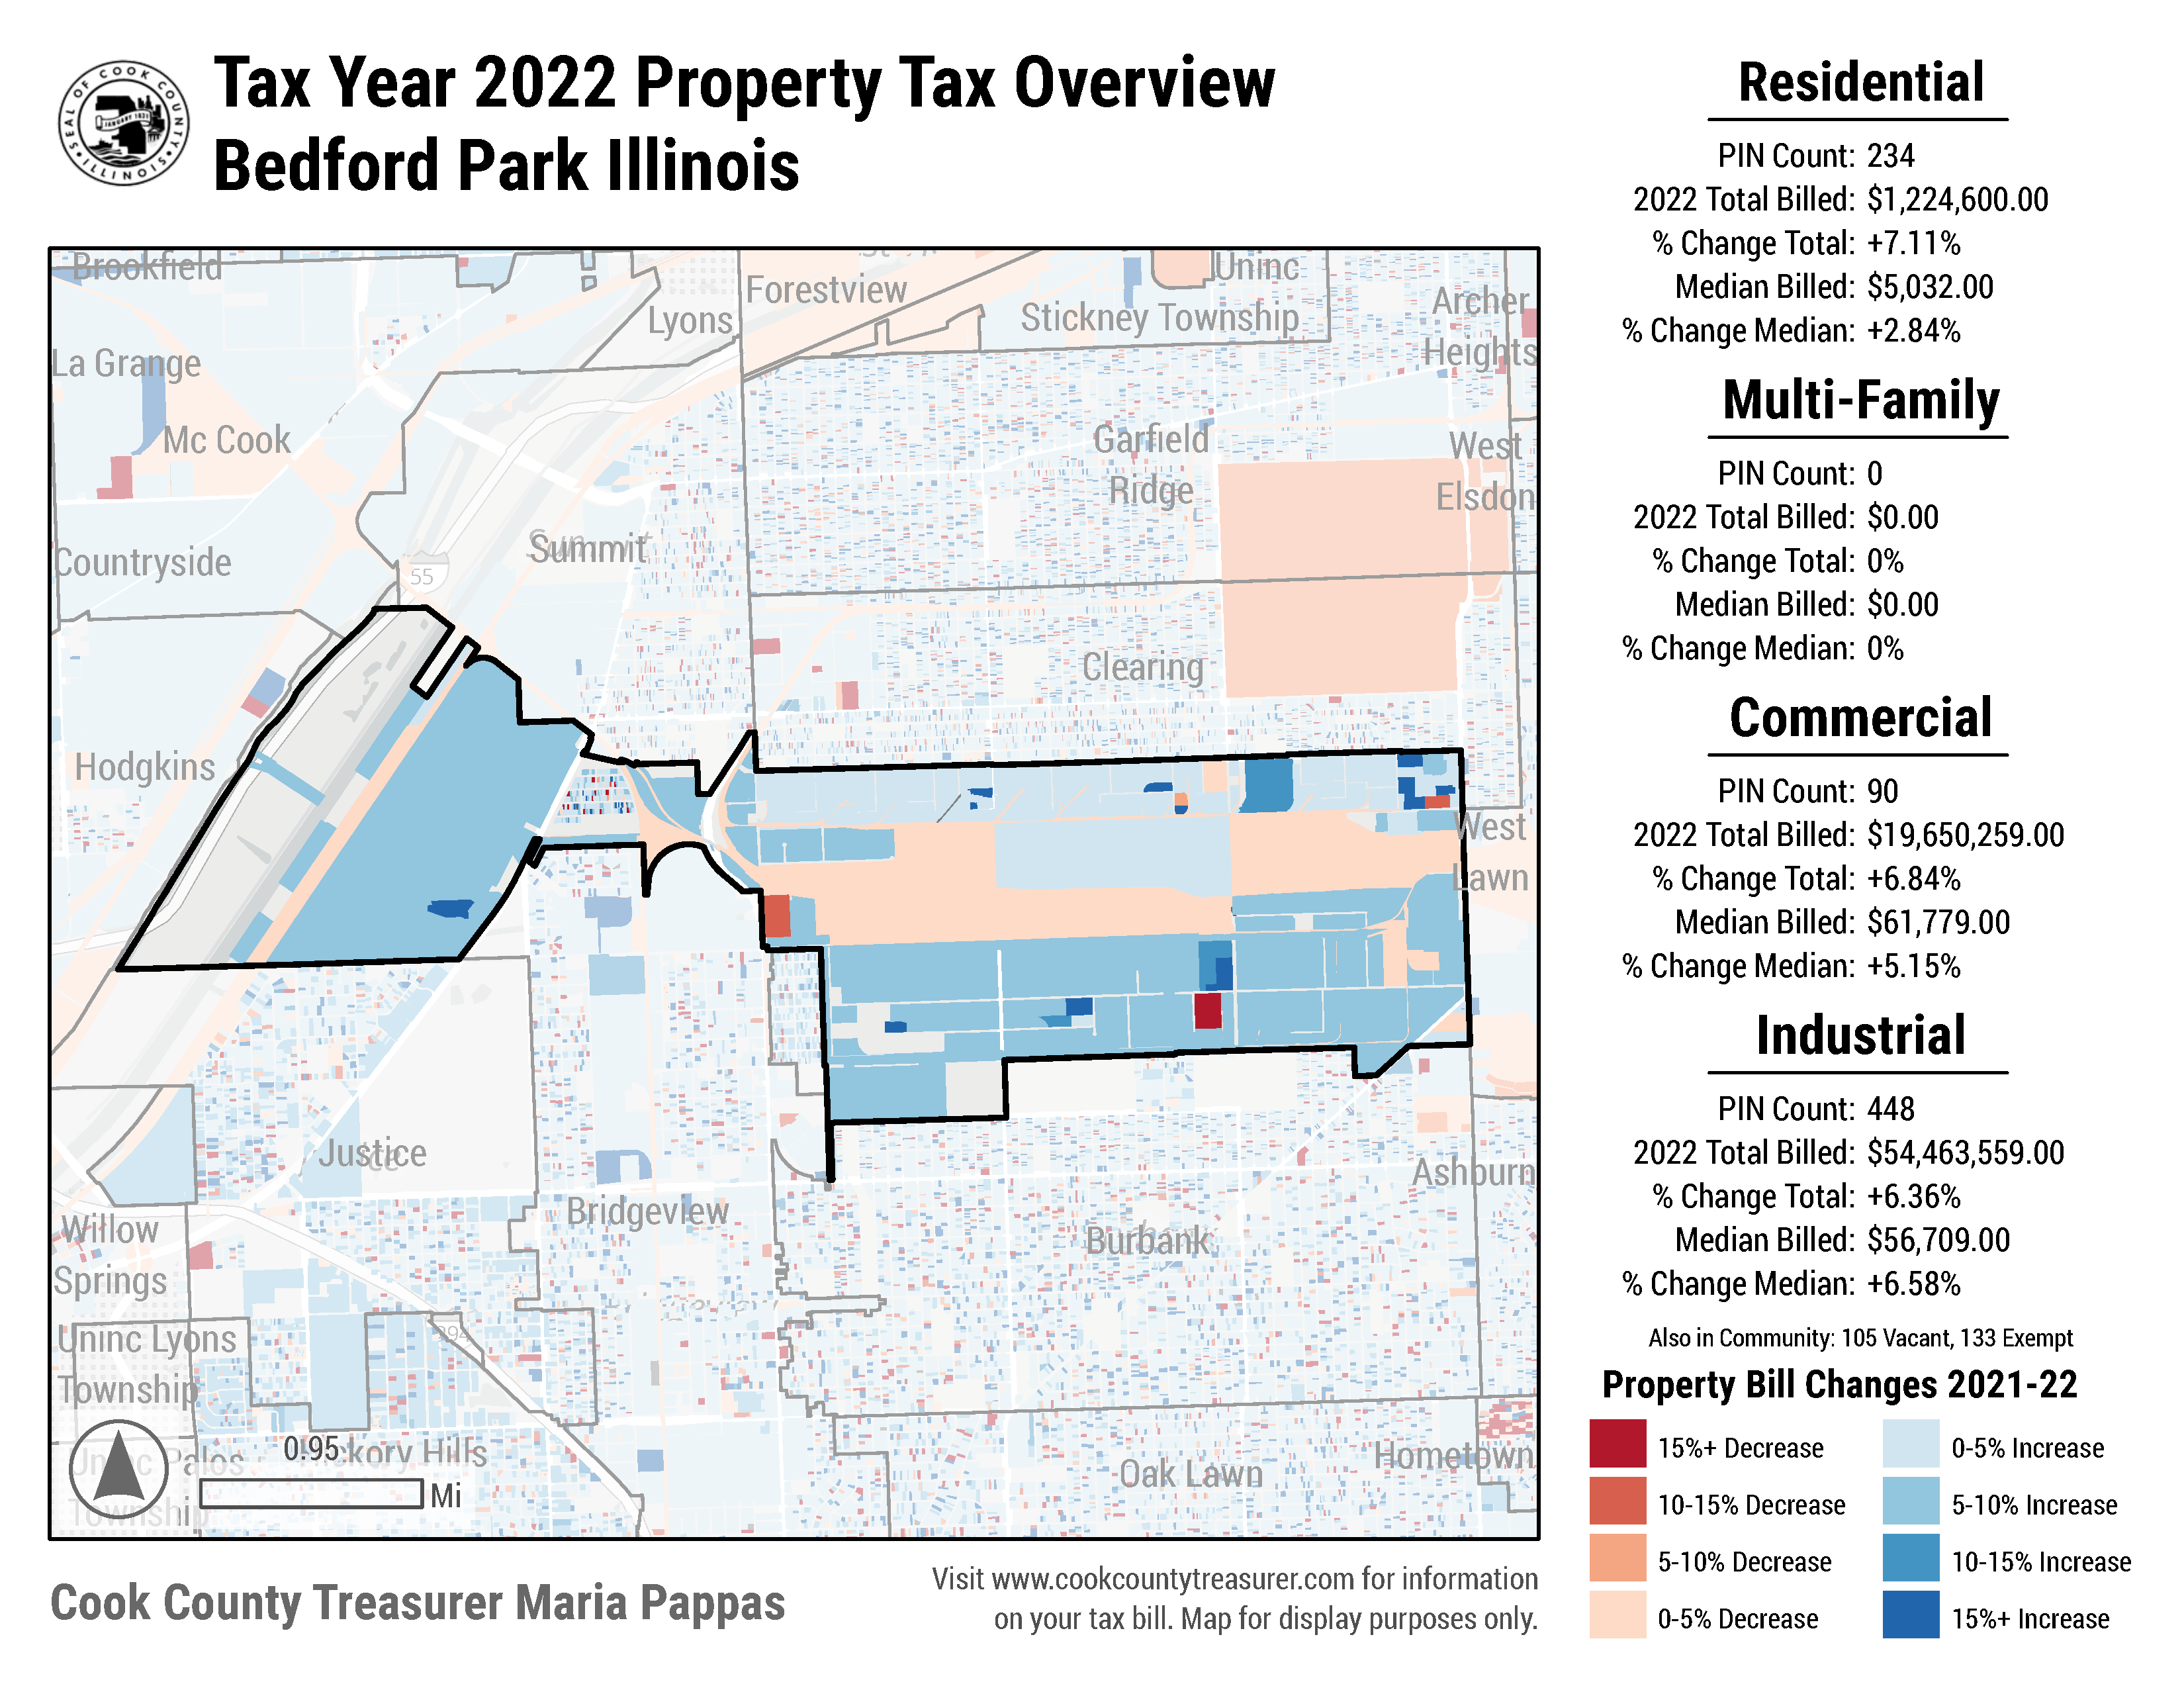 SEAL OF COOK COUNTY ILLINOIS
JANUARY 1831
Tax Year 2022 Property Tax Overview
Bedford Park Illinois
Brookfield
Forestview
Lyons
Uninc
Stickney Township
Archer
Heights
La Grange
Mc Cook
Garfield
Ridge
West
Elsdon
Summit
Countryside
55
Clearing
Hodgkins
West
Lawn
Justice
Ashburn
Bridgeview
Burbank
Willow
Springs
Uninc Lyons
Township
294
Uninc Palos
Township
0.95
Mi
Hickory Hills
Oak Lawn
Hometown
Cook County Treasurer Maria Pappas
Visit www.cookcountytreasurer.com for information
on your tax bill. Map for display purposes only.
Residential
PIN Count: 234
2022 Total Billed: $1,224,600.00
% Change Total: +7.11%
Median Billed: $5,032.00
% Change Median: +2.84%
Multi-Family
PIN Count: 0
2022 Total Billed: $0.00
% Change Total: 0%
Median Billed: $0.00
% Change Median: 0%
Commercial
PIN Count: 90
2022 Total Billed: $19,650,259.00
% Change Total: +6.84%
Median Billed: $61,779.00
% Change Median: +5.15%
Industrial
PIN Count: 448
2022 Total Billed: $54,463,559.00
% Change Total: +6.36%
Median Billed: $56,709.00
% Change Median: +6.58%
Also in Community: 105 Vacant, 133 Exempt
Property Bill Changes 2021-22
15%+ Decrease
10-15% Decrease
5-10% Decrease
0-5% Decrease
0-5% Increase
5-10% Increase
10-15% Increase
15%+ Increase